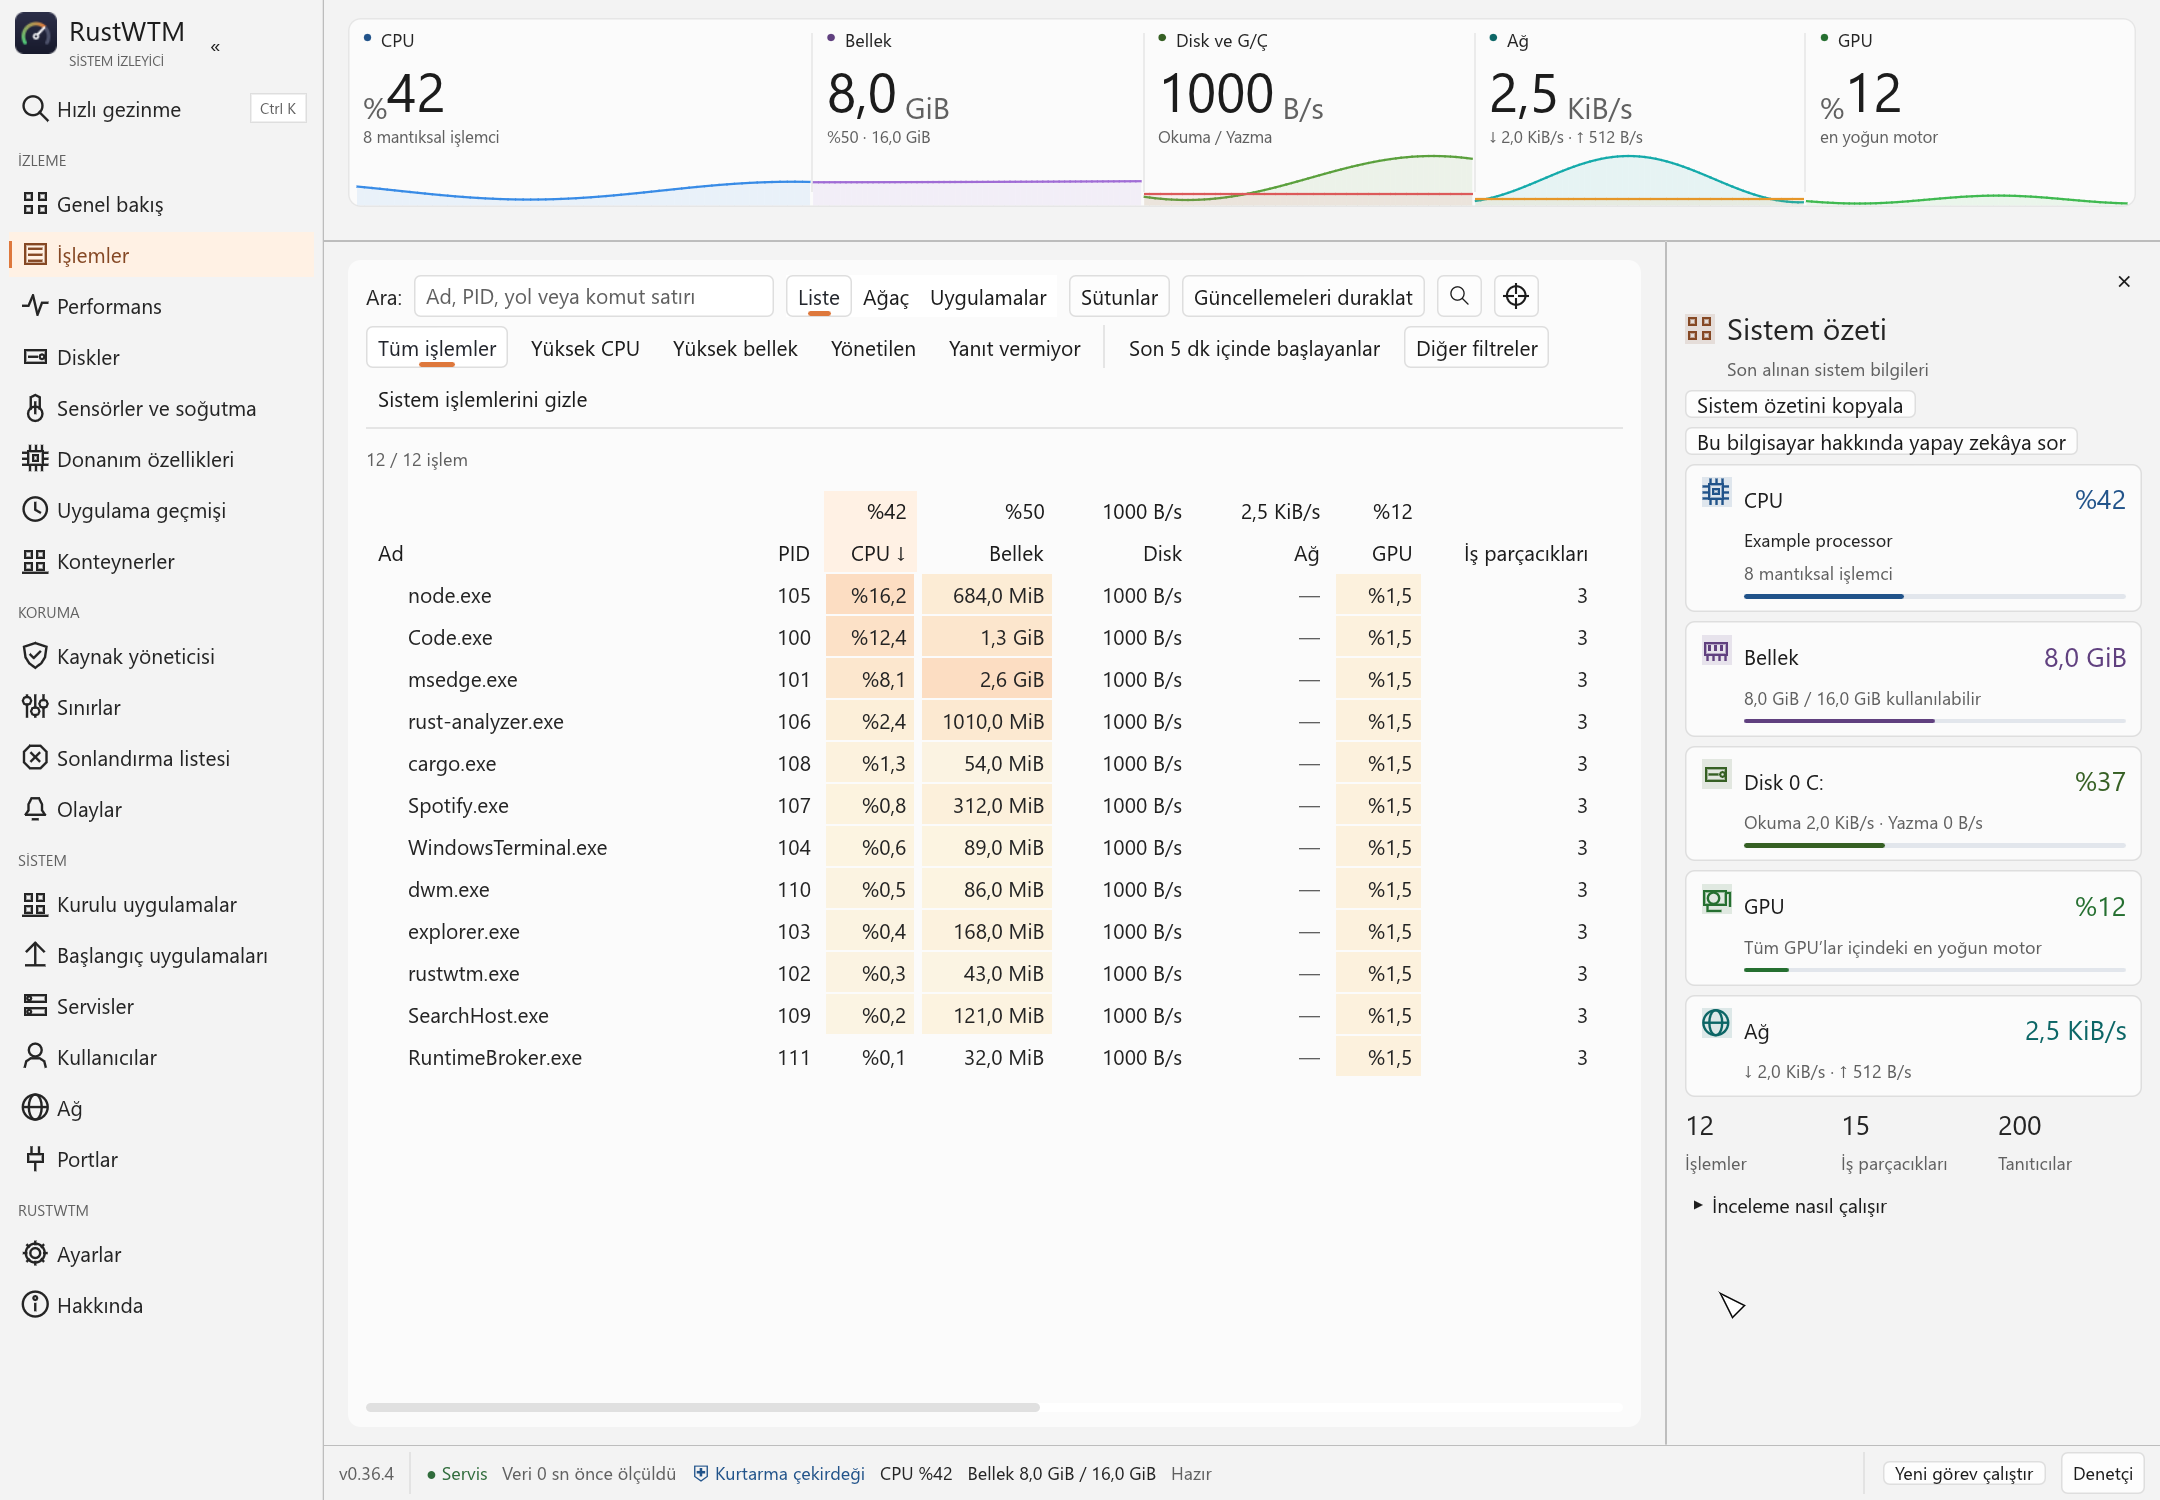 RustWTM
SİSTEM İZLEYİCİ
«
Hızlı gezinme
Ctrl K
İZLEME
Genel bakış
İşlemler
Performans
Diskler
Sensörler ve soğutma
Donanım özellikleri
Uygulama geçmişi
Konteynerler
KORUMA
Kaynak yöneticisi
Sınırlar
Sonlandırma listesi
Olaylar
SİSTEM
Kurulu uygulamalar
Başlangıç uygulamaları
Servisler
Kullanıcılar
Ağ
Portlar
RUSTWTM
Ayarlar
Hakkında
CPU
%42
8 mantıksal işlemci
Bellek
8,0 GiB
%50 · 16,0 GiB
Disk ve G/Ç
1000 B/s
Okuma / Yazma
Ağ
2,5 KiB/s
↓ 2,0 KiB/s · ↑ 512 B/s
GPU
%12
en yoğun motor
Ara: Ad, PID, yol veya komut satırı Liste Ağaç Uygulamalar Sütunlar Güncellemeleri duraklat
Tüm işlemler Yüksek CPU Yüksek bellek Yönetilen Yanıt vermiyor Son 5 dk içinde başlayanlar Diğer filtreler
Sistem işlemlerini gizle
12 / 12 işlem
%42 %50 1000 B/s 2,5 KiB/s %12
Ad PID CPU ↓ Bellek Disk Ağ GPU İş parçacıkları
node.exe 105 %16,2 684,0 MiB 1000 B/s — %1,5 3
Code.exe 100 %12,4 1,3 GiB 1000 B/s — %1,5 3
msedge.exe 101 %8,1 2,6 GiB 1000 B/s — %1,5 3
rust-analyzer.exe 106 %2,4 1010,0 MiB 1000 B/s — %1,5 3
cargo.exe 108 %1,3 54,0 MiB 1000 B/s — %1,5 3
Spotify.exe 107 %0,8 312,0 MiB 1000 B/s — %1,5 3
WindowsTerminal.exe 104 %0,6 89,0 MiB 1000 B/s — %1,5 3
dwm.exe 110 %0,5 86,0 MiB 1000 B/s — %1,5 3
explorer.exe 103 %0,4 168,0 MiB 1000 B/s — %1,5 3
rustwtm.exe 102 %0,3 43,0 MiB 1000 B/s — %1,5 3
SearchHost.exe 109 %0,2 121,0 MiB 1000 B/s — %1,5 3
RuntimeBroker.exe 111 %0,1 32,0 MiB 1000 B/s — %1,5 3
×
Sistem özeti
Son alınan sistem bilgileri
Sistem özetini kopyala
Bu bilgisayar hakkında yapay zekâya sor
CPU %42
Example processor
8 mantıksal işlemci
Bellek 8,0 GiB
8,0 GiB / 16,0 GiB kullanılabilir
Disk 0 C: %37
Okuma 2,0 KiB/s · Yazma 0 B/s
GPU %12
Tüm GPU'lar içindeki en yoğun motor
Ağ 2,5 KiB/s
↓ 2,0 KiB/s · ↑ 512 B/s
12 15 200
İşlemler İş parçacıkları Tanıtıcılar
▸ İnceleme nasıl çalışır
v0.36.4 ● Servis Veri 0 sn önce ölçüldü Kurtarma çekirdeği CPU %42 Bellek 8,0 GiB / 16,0 GiB Hazır Yeni görev çalıştır Denetçi